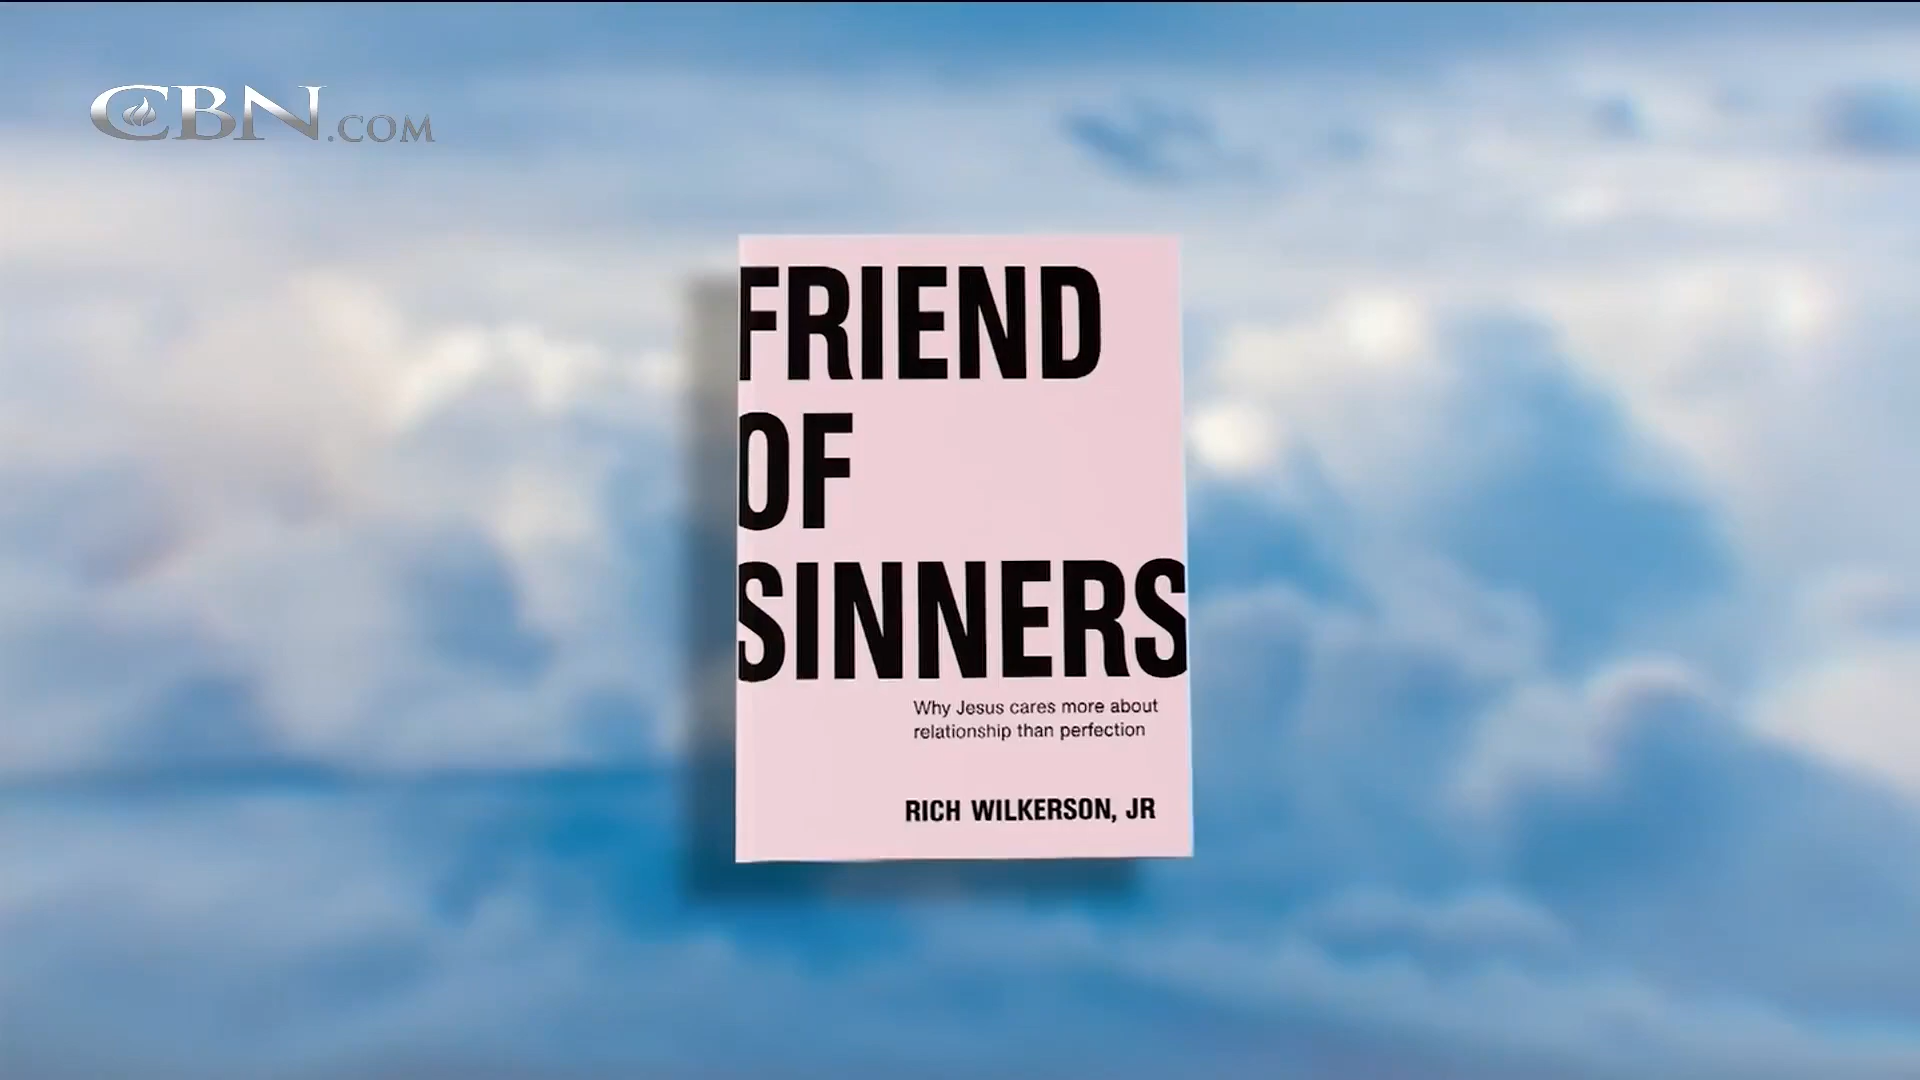 CBN.COM
FRIEND
OF
SINNERS
Why Jesus cares more about
relationship than perfection
RICH WILKERSON, JR